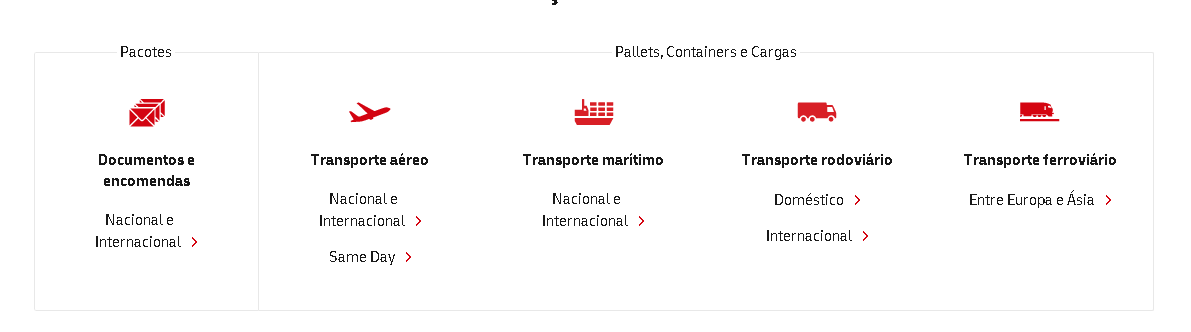 Pacotes
Pallets, Containers e Cargas
Documentos e
encomendas
Nacional e
Internacional
Transporte aéreo
Nacional e
Internacional
Same Day
Transporte marítimo
Nacional e
Internacional
Transporte rodoviário
Doméstico
Internacional
Transporte ferroviário
Entre Europa e Ásia